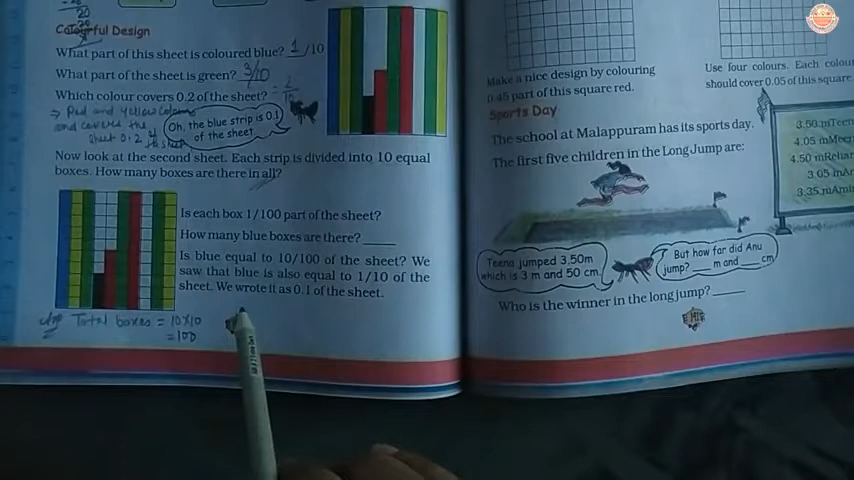 Colourful Design
What part of this sheet is coloured blue? 1/10
What part of the sheet is green? 3/10
Which colour covers 0.2 of the sheet? = 2/10
⇒ Red and yellow colour
and covers the
sheet 0.2
Oh, the blue strip is 0.1
of the sheet
Now look at the second sheet. Each strip is divided into 10 equal
boxes. How many boxes are there in all?
Is each box 1/100 part of the sheet?
How many blue boxes are there? ____
Is blue equal to 10/100 of the sheet? We
saw that blue is also equal to 1/10 of the
sheet. We wrote it as 0.1 of the sheet.
Total boxes = 10x10
=100
Make a nice design by colouring
0.45 part of this square red.
Use four colours. Each colour
should cover 0.05 of this square
Sports Day
The school at Malappuram has its sports day.
The first five children in the Long Jump are:
3.50 m Teen
4.05 m
4.50 m Rehan
3.05 m
3.35 m
Teena jumped 3.50m
which is 3 m and 50 cm.
But how far did Anu
jump? ___ m and ___ cm
Who is the winner in the long jump? ____